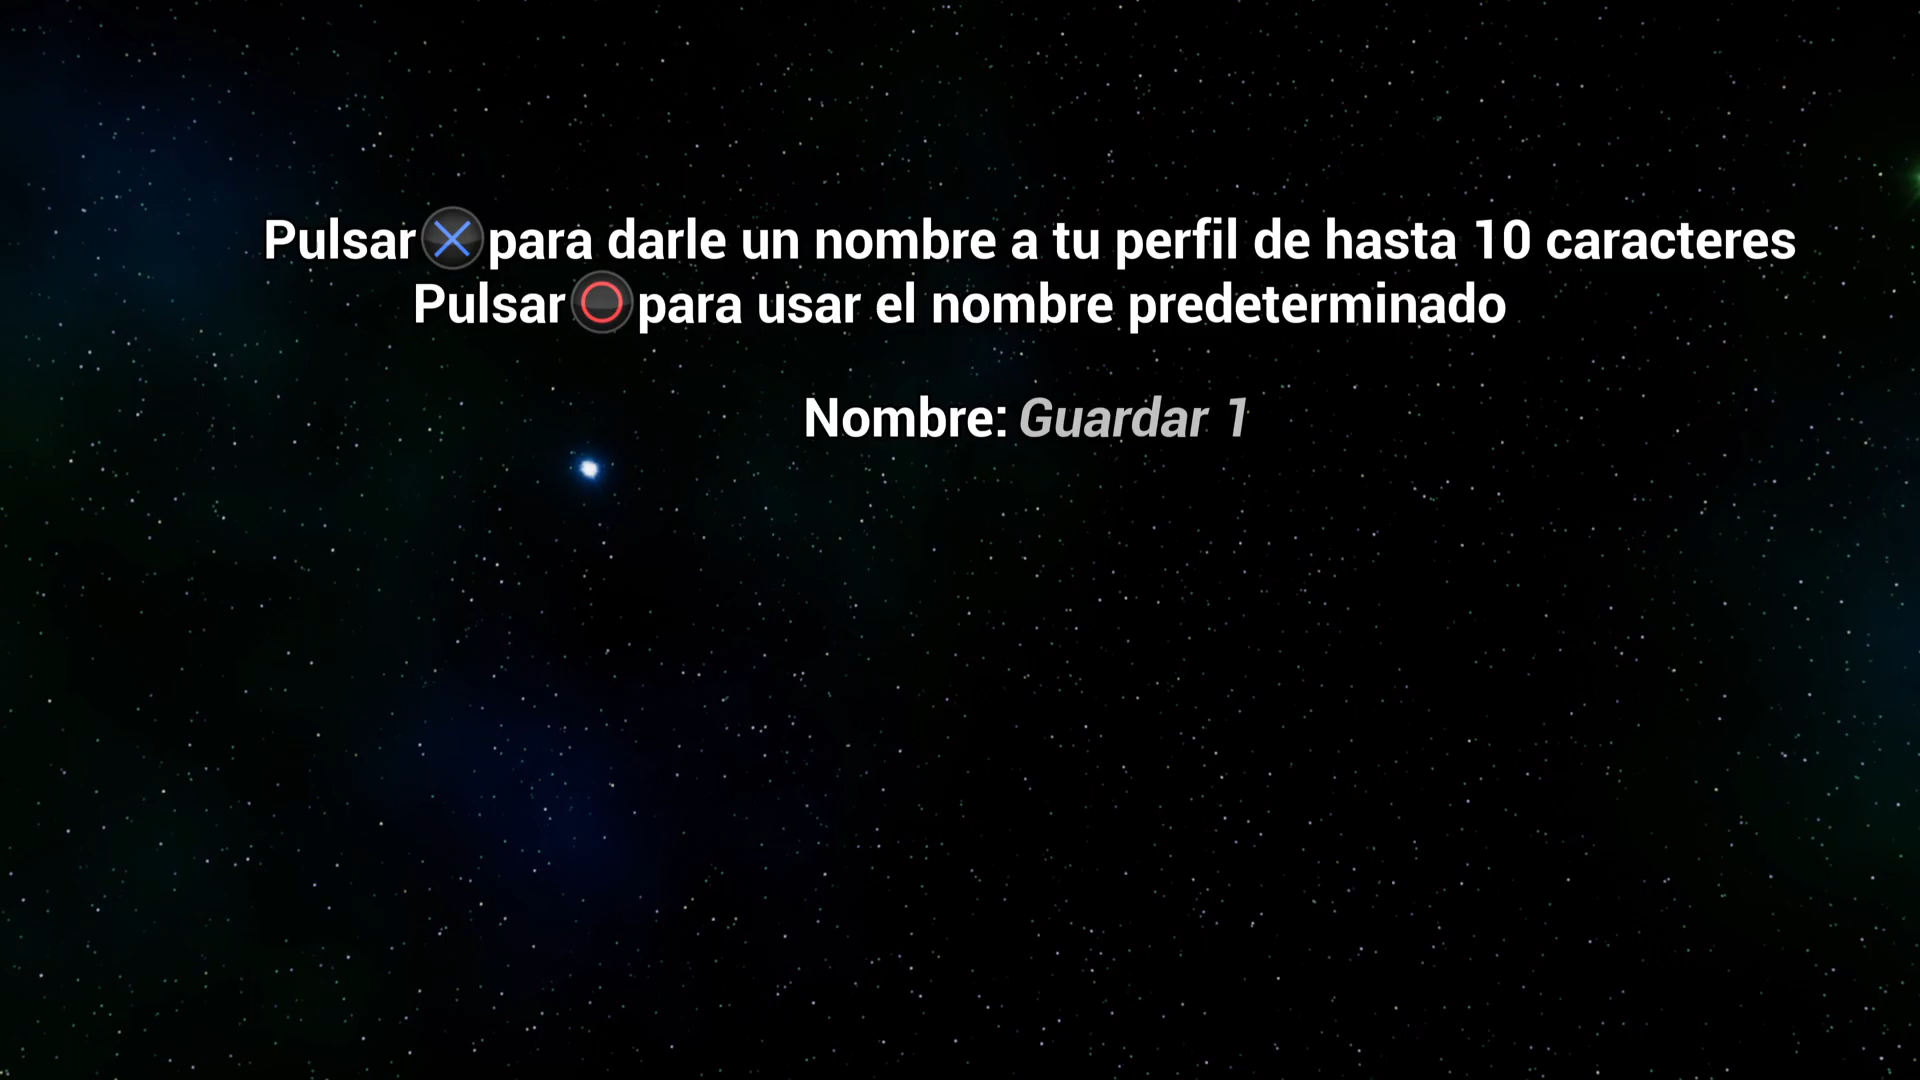 Pulsar para darle un nombre a tu perfil de hasta 10 caracteres
Pulsar para usar el nombre predeterminado
Nombre: Guardar 1